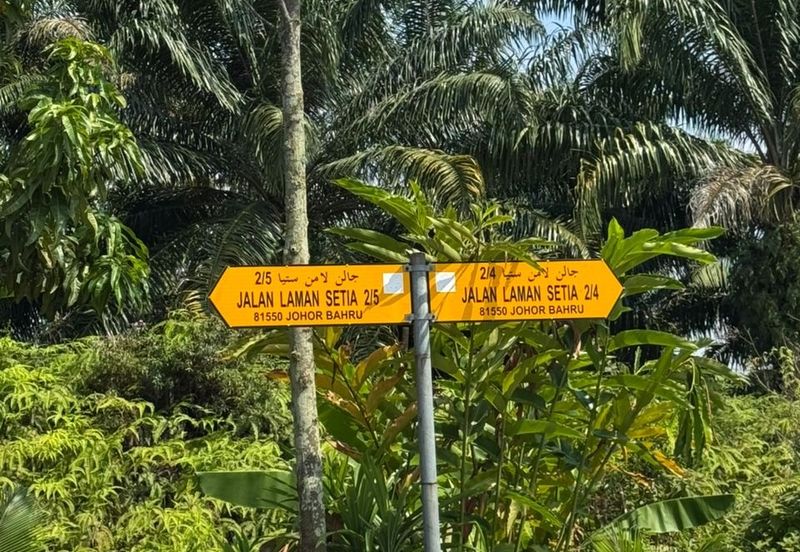 جالن لامن ستيا 2/5
JALAN LAMAN SETIA 2/5
81550 JOHOR BAHRU
جالن لامن ستيا 2/4
JALAN LAMAN SETIA 2/4
81550 JOHOR BAHRU